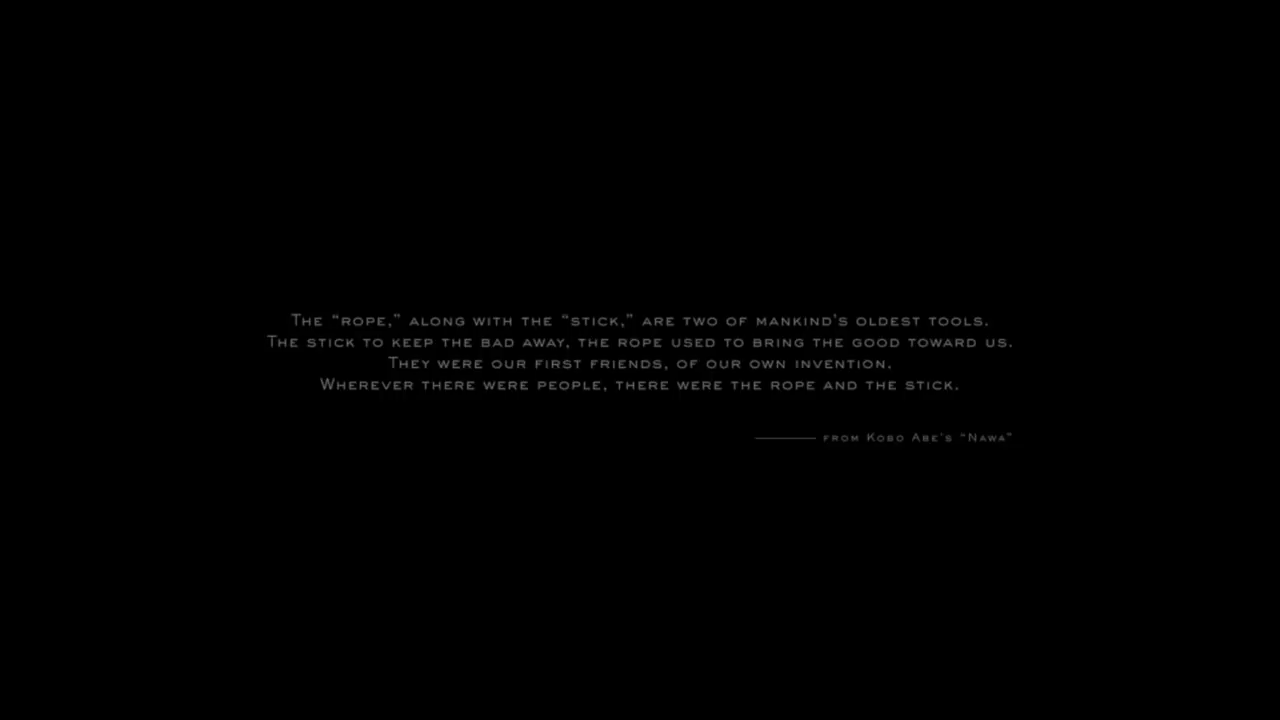 The “rope,” along with the “stick,” are two of mankind’s oldest tools.
The stick to keep the bad away, the rope used to bring the good toward us.
They were our first friends, of our own invention.
Wherever there were people, there were the rope and the stick.
from Kobo Abe’s “Nawa”